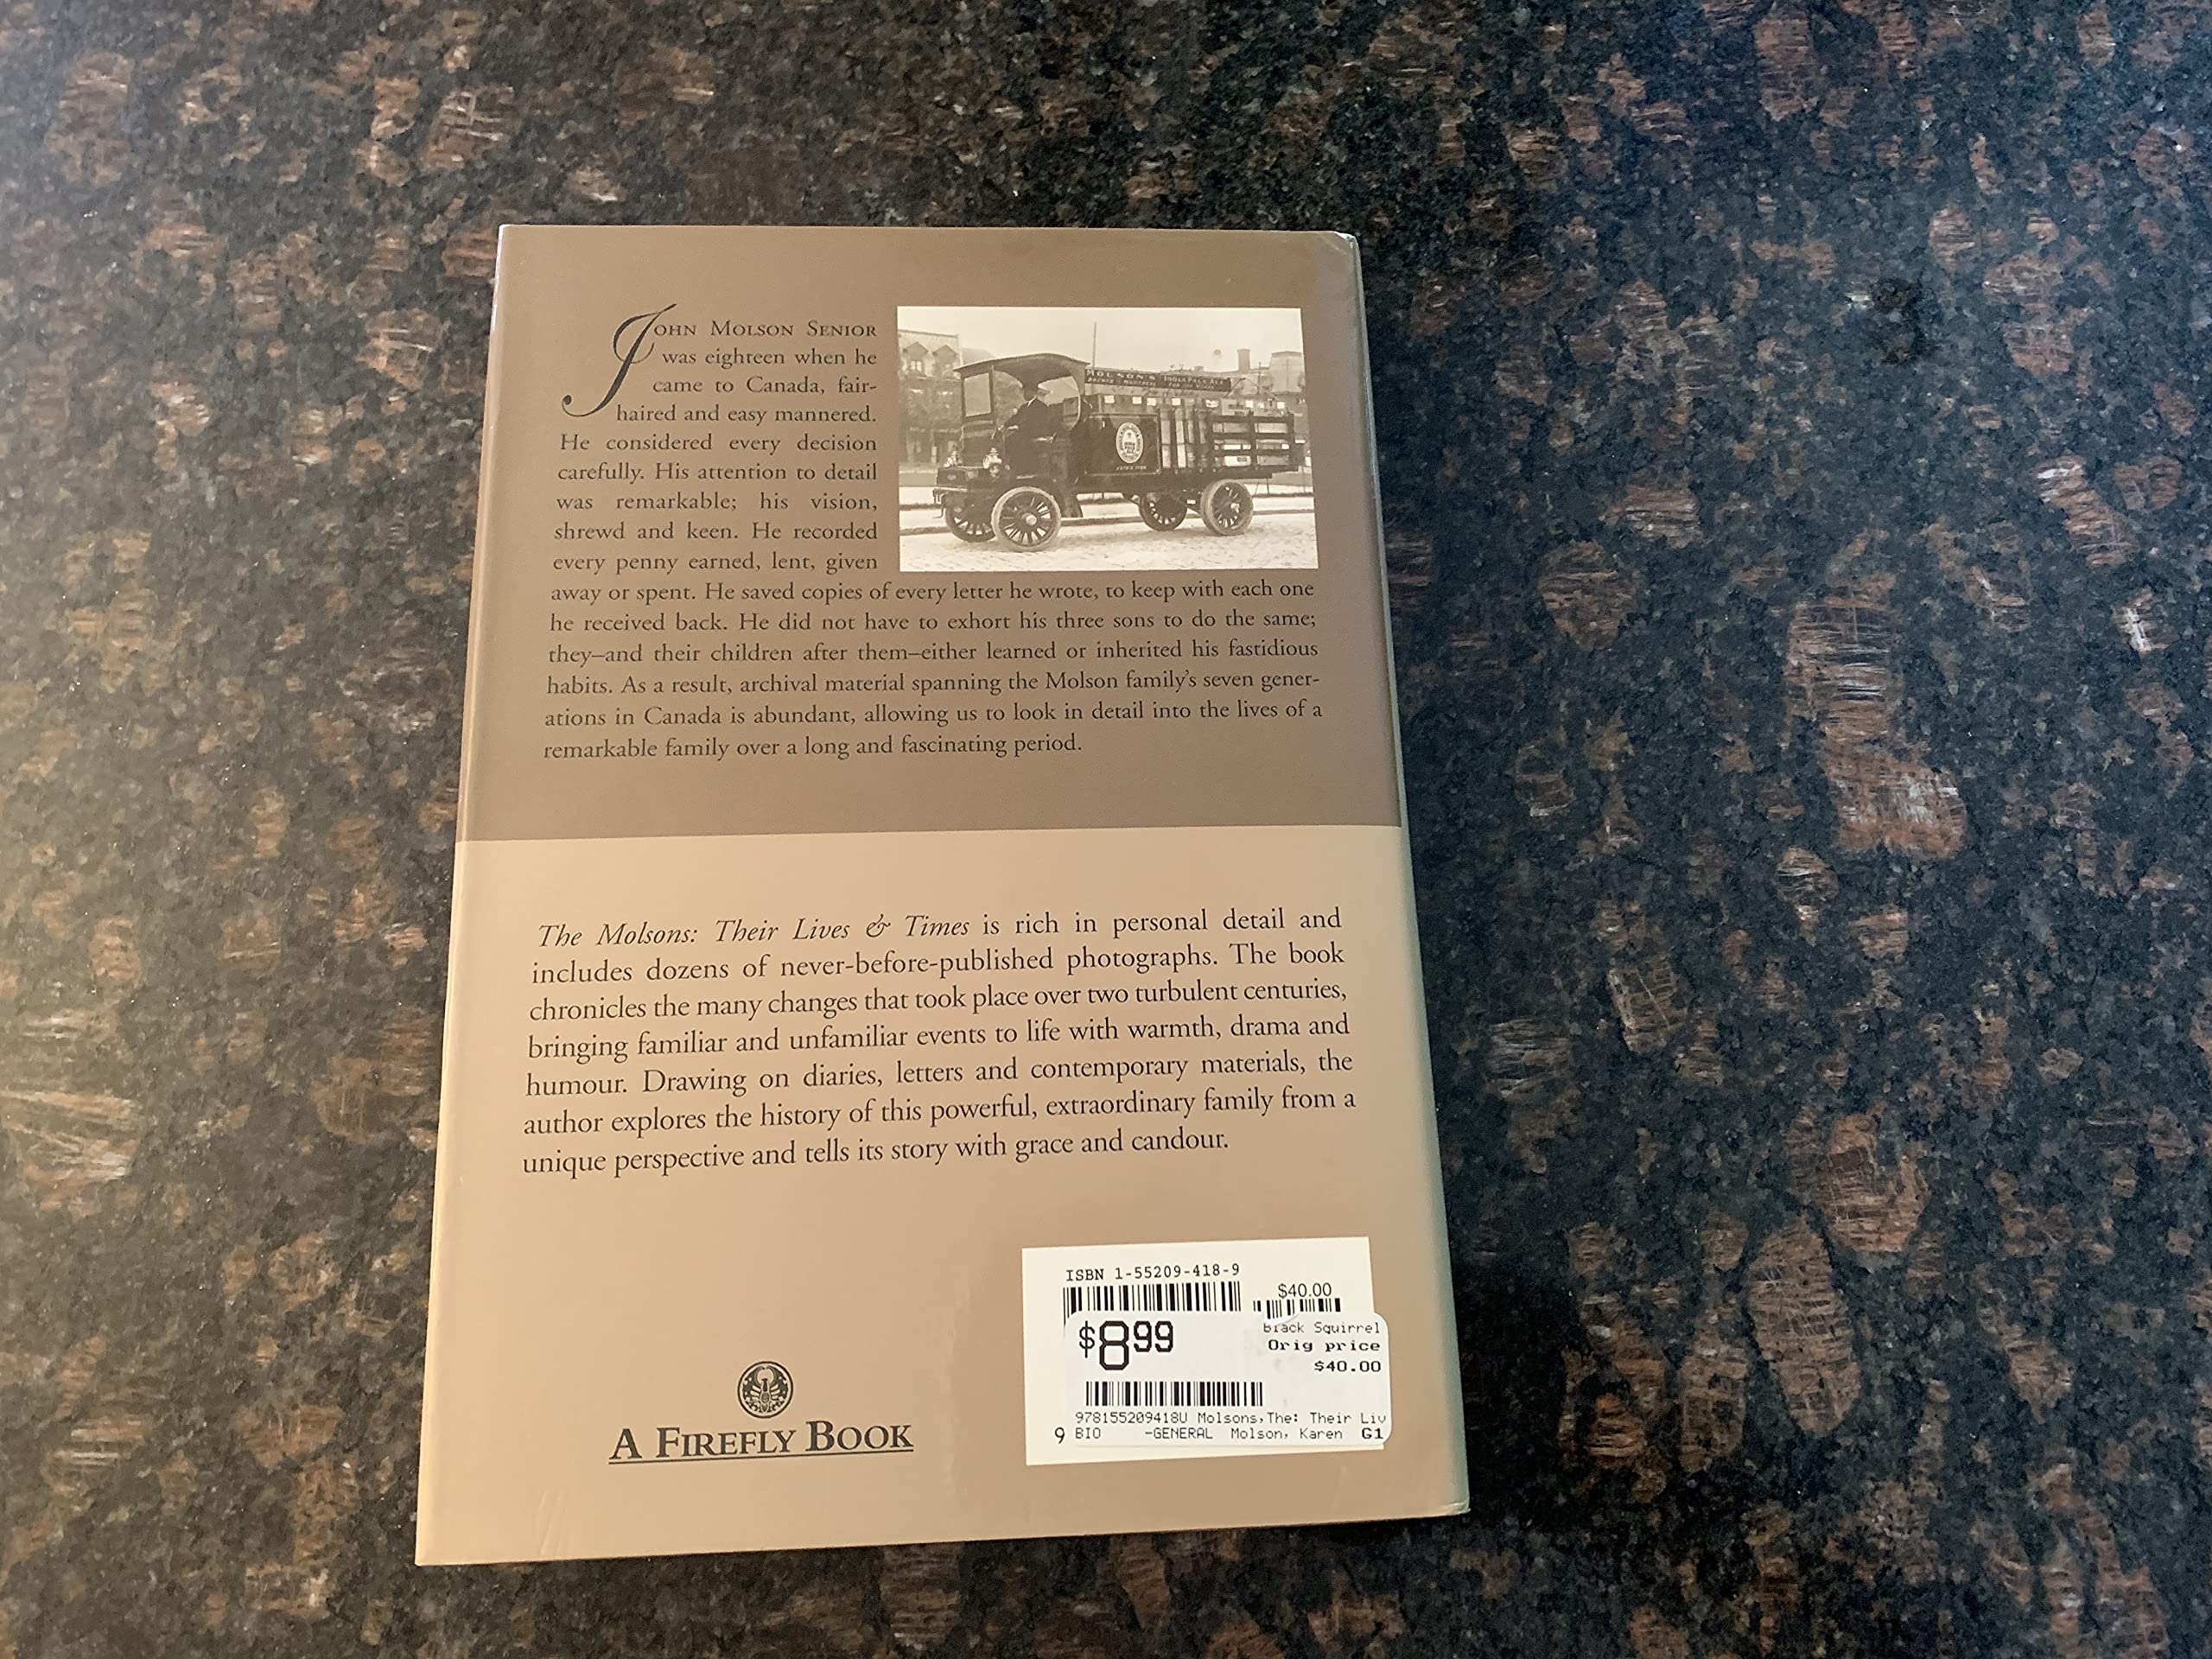 JOHN MOLSON SENIOR
was eighteen when he
came to Canada, fair-
haired and easy mannered.
He considered every decision
carefully. His attention to detail
was remarkable; his vision,
shrewd and keen. He recorded
every penny earned, lent, given
away or spent. He saved copies of every letter he wrote, to keep with each one
he received back. He did not have to exhort his three sons to do the same;
they–and their children after them–either learned or inherited his fastidious
habits. As a result, archival material spanning the Molson family's seven gener-
ations in Canada is abundant, allowing us to look in detail into the lives of a
remarkable family over a long and fascinating period.
MOLSON'S INDIA PALE ALE
The Molsons: Their Lives & Times is rich in personal detail and
includes dozens of never-before-published photographs. The book
chronicles the many changes that took place over two turbulent centuries,
bringing familiar and unfamiliar events to life with warmth, drama and
humour. Drawing on diaries, letters and contemporary materials, the
author explores the history of this powerful, extraordinary family from a
unique perspective and tells its story with grace and candour.
A FIREFLY BOOK
ISBN 1-55209-418-9
$40.00
$8.99
Black Squirrel
Orig price
$40.00
978155209418U Molsons,The: Their Liv
9 BIO -GENERAL Molson, Karen G1